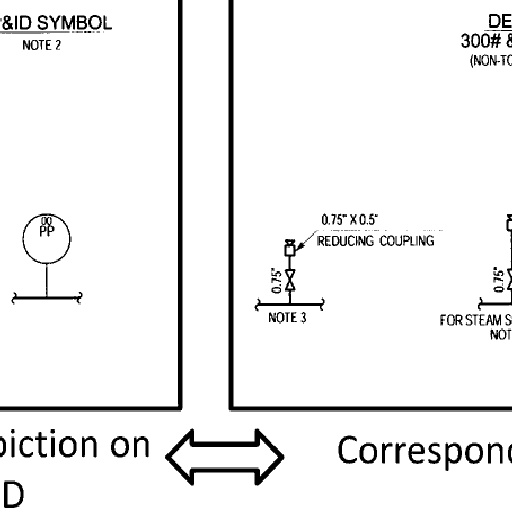 &ID SYMBOL
NOTE 2
00
PP
DE
300# &
(NON-TO
0.75" X 0.5"
REDUCING COUPLING
0.75"
NOTE 3
0.75"
FOR STEAM S
NOT
piction on
D
Correspond